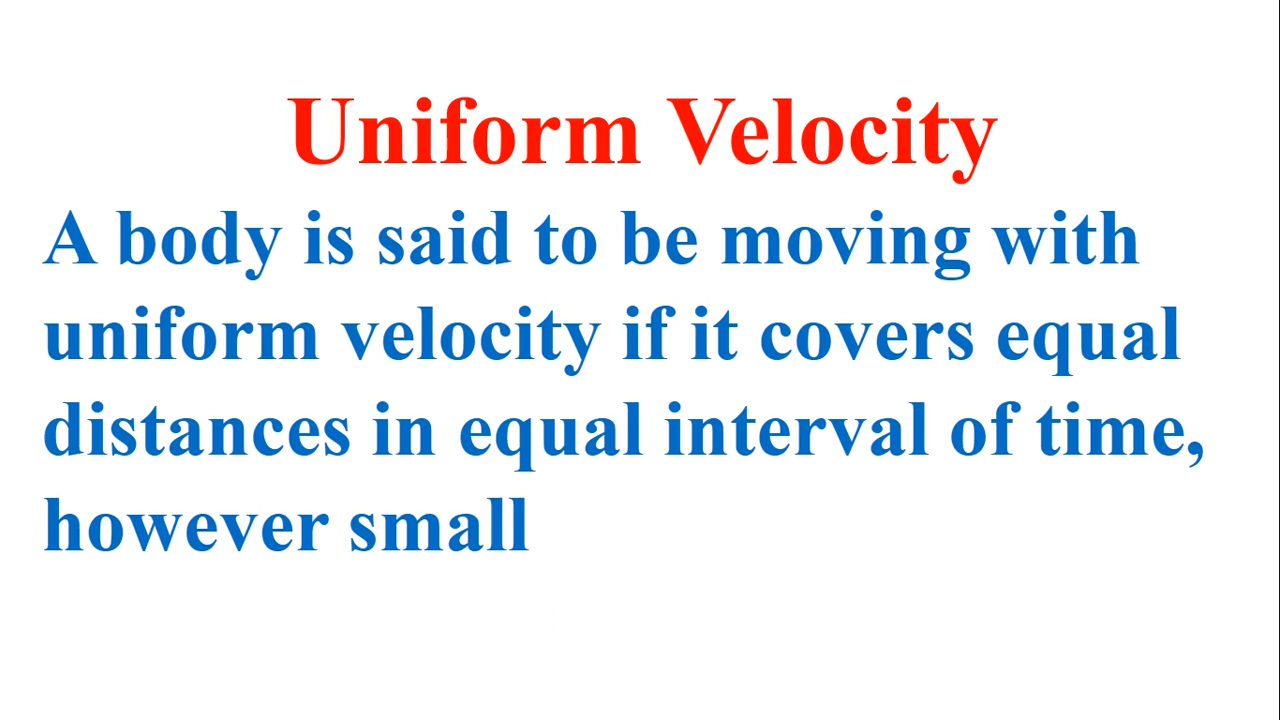 Uniform Velocity
A body is said to be moving with
uniform velocity if it covers equal
distances in equal interval of time,
however small